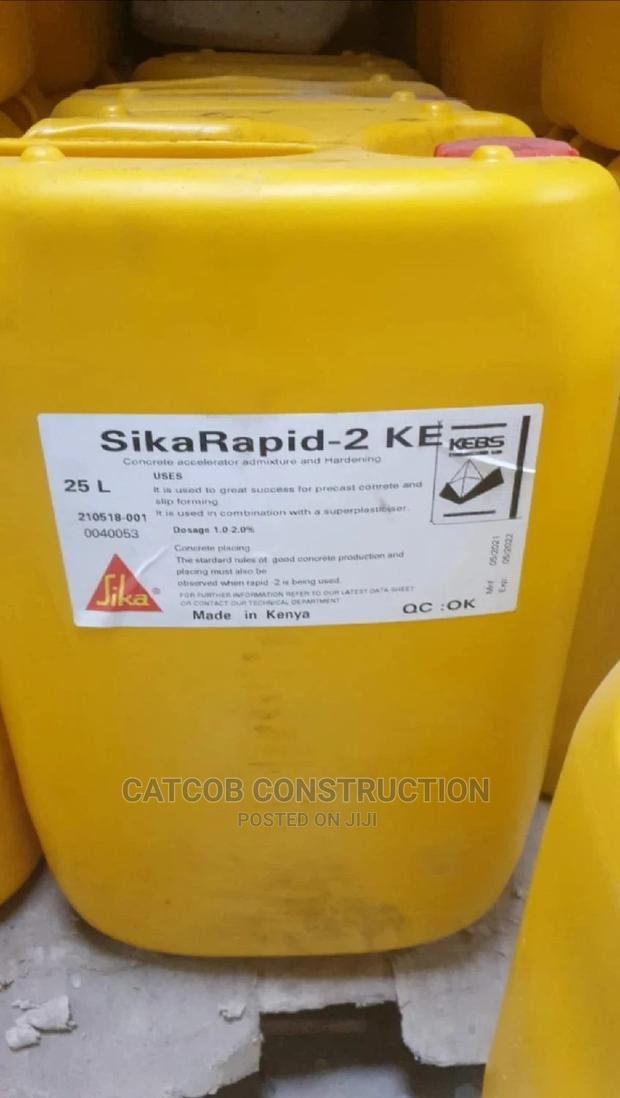 SikaRapid-2 KE
KEBS
Concrete accelerator admixture and Hardening
USES
25 L
It is used to great success for precast conrete and
slip forming
It is used in combination with a superplasticiser.
210518-001
0040053
Dosage 1.0-2.0%
Concrete placing
The stardard rules of good concrete production and
placing must also be
observed when rapid -2 is being used.
Sika®
FOR FURTHER INFORMATION REFER TO OUR LATEST DATA SHEET
OR CONTACT OUR TECHNICAL DEPARTMENT
Made in Kenya
QC :OK
Mnf 05/2021
Exp 05/2022
CATCOB CONSTRUCTION
POSTED ON JIJI